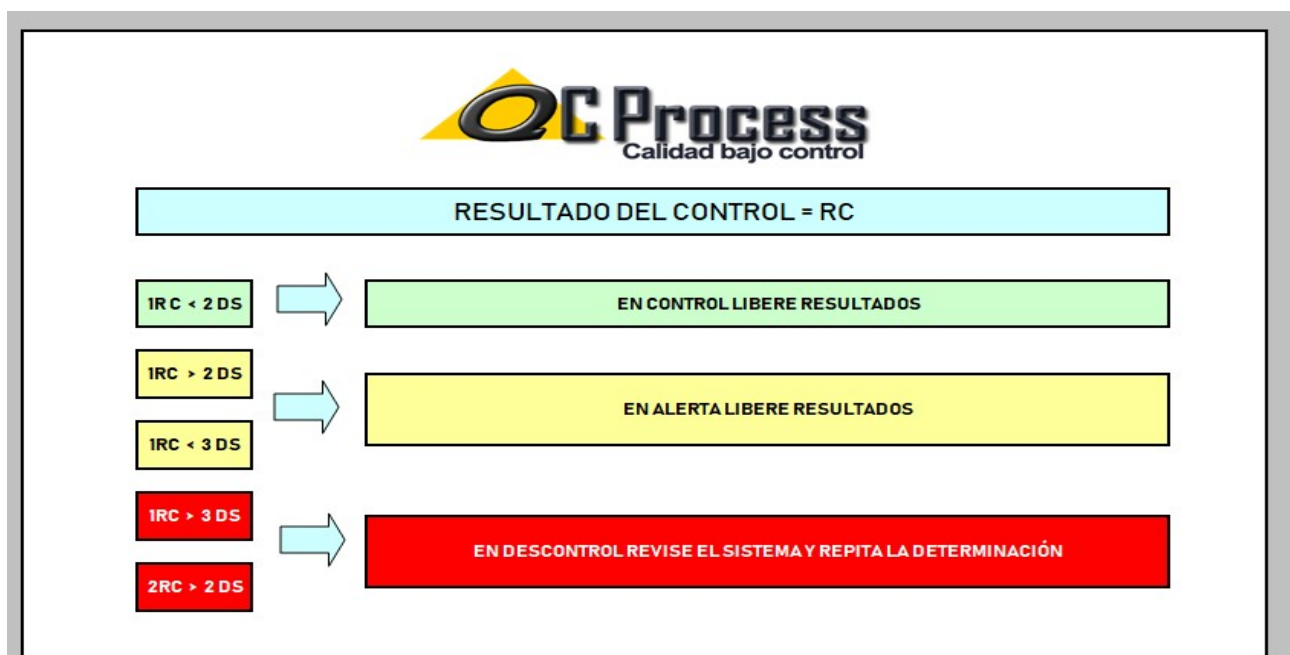 QC Process
Calidad bajo control
RESULTADO DEL CONTROL = RC
1RC < 2 DS
EN CONTROL LIBERE RESULTADOS
1RC > 2 DS
1RC < 3 DS
EN ALERTA LIBERE RESULTADOS
1RC > 3 DS
2RC > 2 DS
EN DESCONTROL REVISE EL SISTEMA Y REPITA LA DETERMINACIÓN